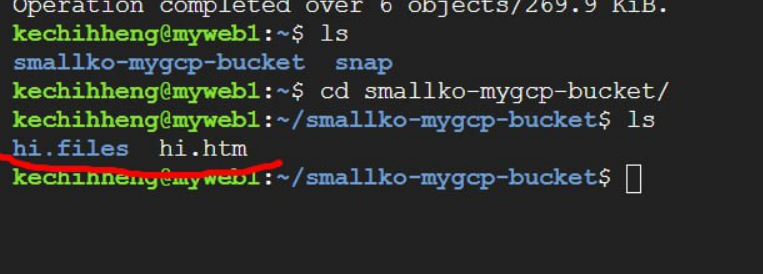 Operation completed over 6 objects/269.9 KiB.
kechihheng@myweb1:~$ ls
smallko-mygcp-bucket  snap
kechihheng@myweb1:~$ cd smallko-mygcp-bucket/
kechihheng@myweb1:~/smallko-mygcp-bucket$ ls
hi.files  hi.htm
kechihheng@myweb1:~/smallko-mygcp-bucket$